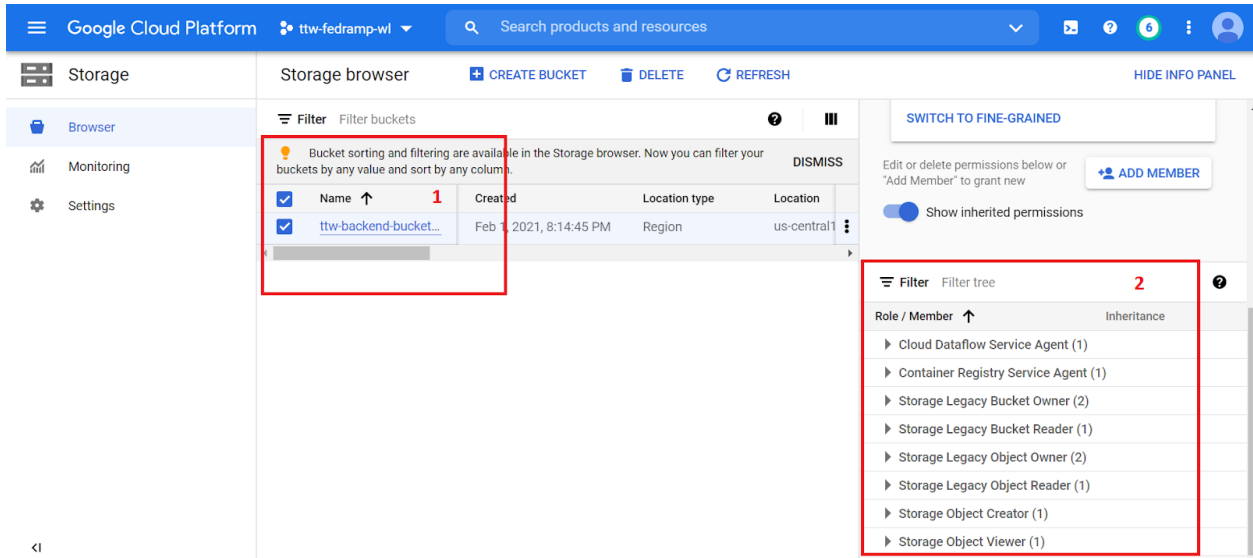 Google Cloud Platform
ttw-fedramp-wl
Search products and resources
6
Storage
Browser
Monitoring
Settings
Storage browser
CREATE BUCKET
DELETE
REFRESH
HIDE INFO PANEL
Filter Filter buckets
Bucket sorting and filtering are available in the Storage browser. Now you can filter your
buckets by any value and sort by any column.
DISMISS
1
Name Created Location type Location
ttw-backend-bucket... Feb 1, 2021, 8:14:45 PM Region us-central1
SWITCH TO FINE-GRAINED
Edit or delete permissions below or
"Add Member" to grant new
ADD MEMBER
Show inherited permissions
Filter Filter tree
2
Role / Member Inheritance
Cloud Dataflow Service Agent (1)
Container Registry Service Agent (1)
Storage Legacy Bucket Owner (2)
Storage Legacy Bucket Reader (1)
Storage Legacy Object Owner (2)
Storage Legacy Object Reader (1)
Storage Object Creator (1)
Storage Object Viewer (1)